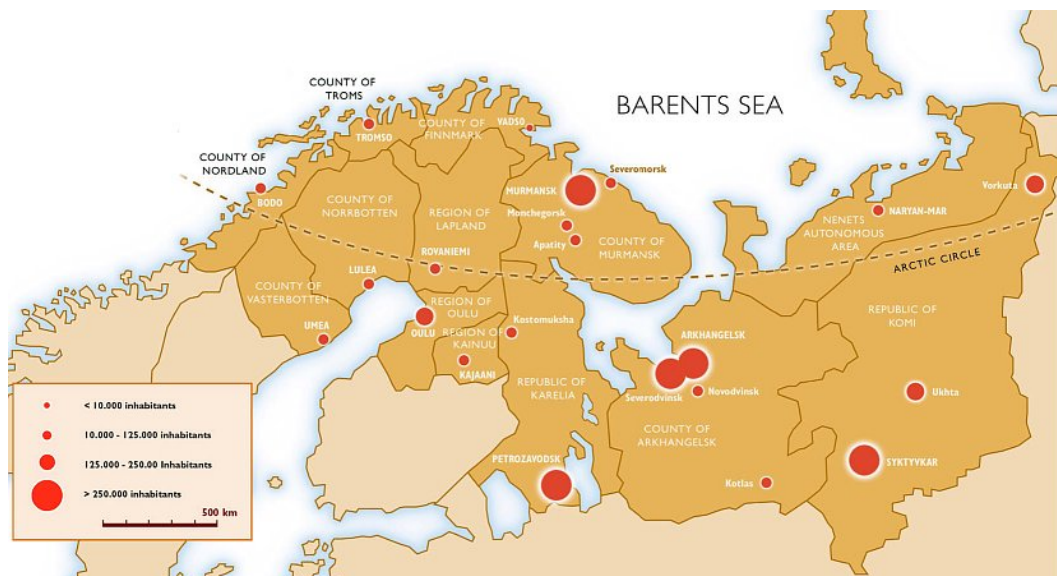 COUNTY OF
TROMS
BARENTS SEA
TROMSO
COUNTY OF
FINNMARK
VADSO
COUNTY OF
NORDLAND
BODO
Severomorsk
MURMANSK
Vorkuta
COUNTY OF
NORRBOTTEN
REGION OF
LAPLAND
Monchegorsk
Apatity
COUNTY OF
MURMANSK
NARYAN-MAR
NENETS
AUTONOMOUS
AREA
ARCTIC CIRCLE
ROVANIEMI
LULEA
COUNTY OF
VASTERBOTTEN
UMEA
REGION OF
OULU
OULU
REGION OF
KAINUU
KAJAANI
Kostomuksha
REPUBLIC OF
KOMI
ARKHANGELSK
Severodvinsk
Novodvinsk
REPUBLIC OF
KARELIA
COUNTY OF
ARKHANGELSK
Ukhta
PETROZAVODSK
SYKTYVKAR
Kotlas
< 10.000 inhabitants
10.000 - 125.000 inhabitants
125.000 - 250.00 Inhabitants
> 250.000 inhabitants
500 km